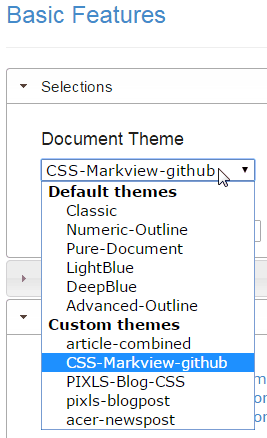 Basic Features
Selections
Document Theme
CSS-Markview-github
Default themes
Classic
Numeric-Outline
Pure-Document
LightBlue
DeepBlue
Advanced-Outline
Custom themes
article-combined
CSS-Markview-github
PIXLS-Blog-CSS
pixls-blogpost
acer-newspost